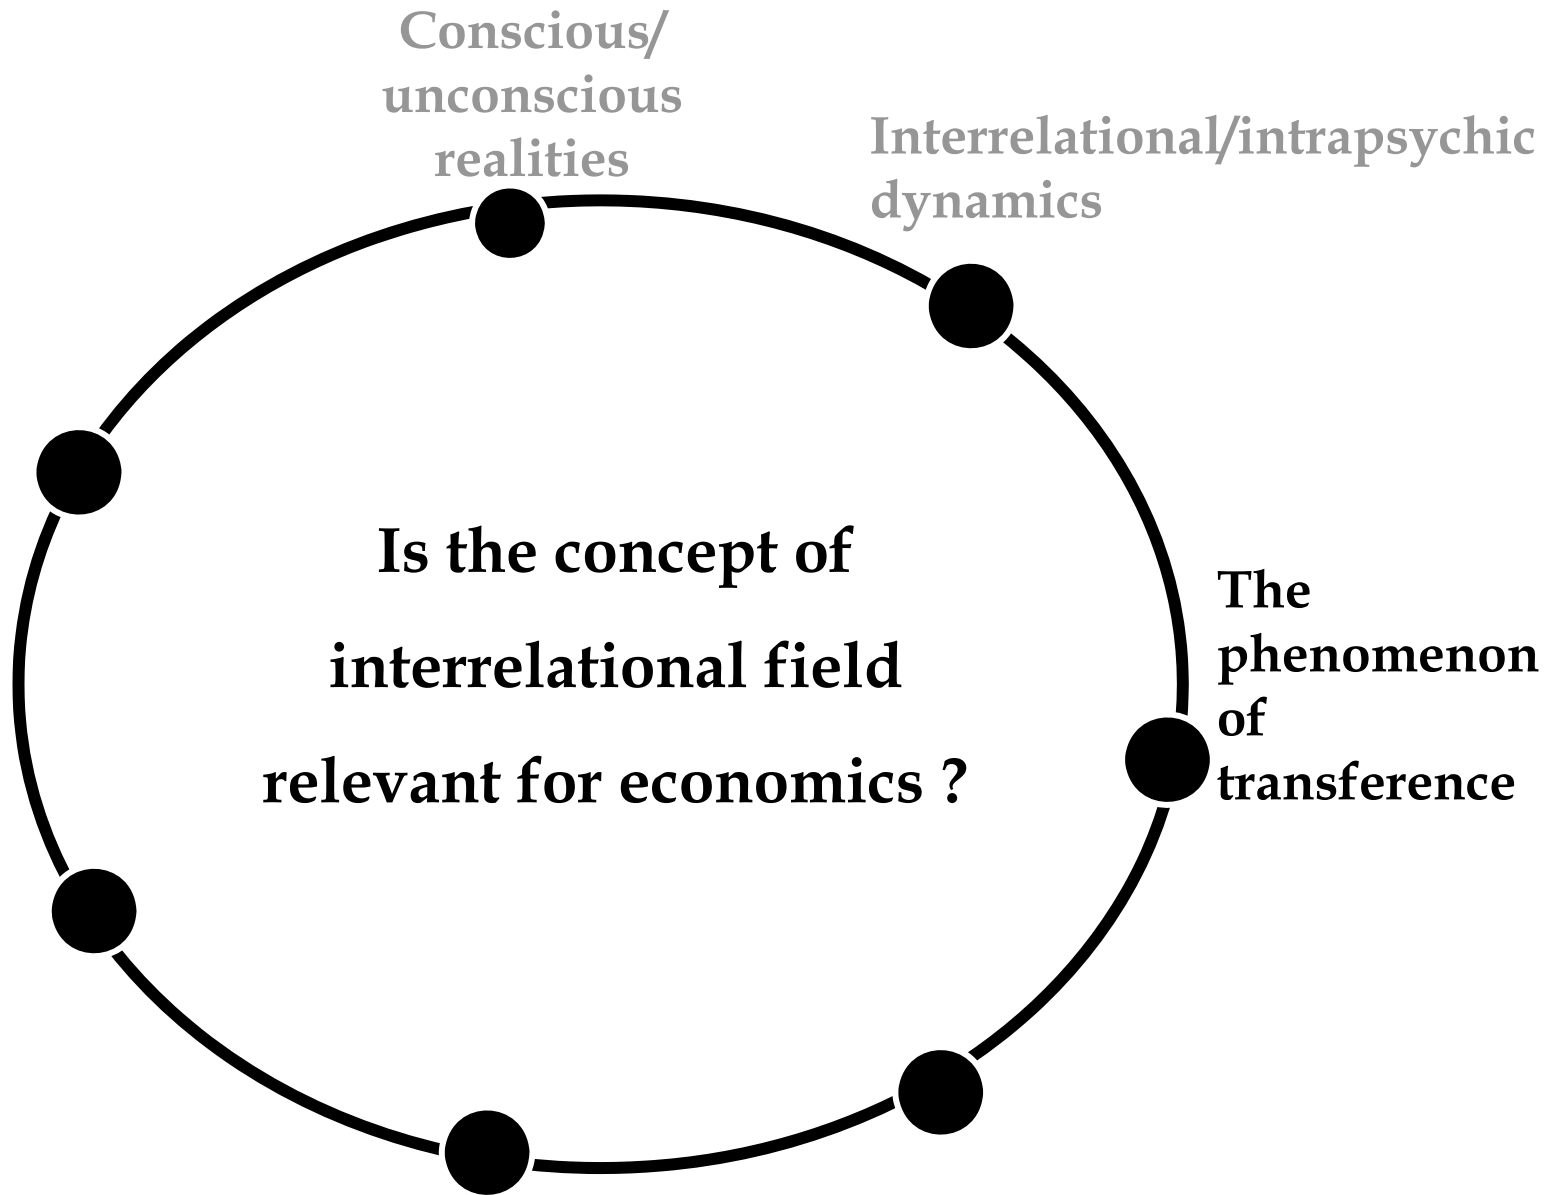 Conscious/
unconscious
realities
Interrelational/intrapsychic
dynamics
Is the concept of
interrelational field
relevant for economics ?
The
phenomenon
of
transference